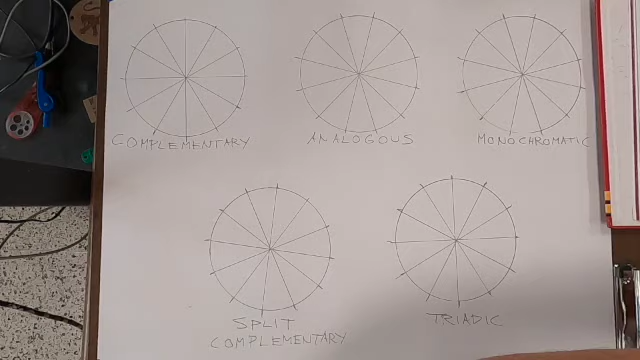 COMPLEMENTARY
ANALOGOUS
MONOCHROMATIC
SPLIT
COMPLEMENTARY
TRIADIC